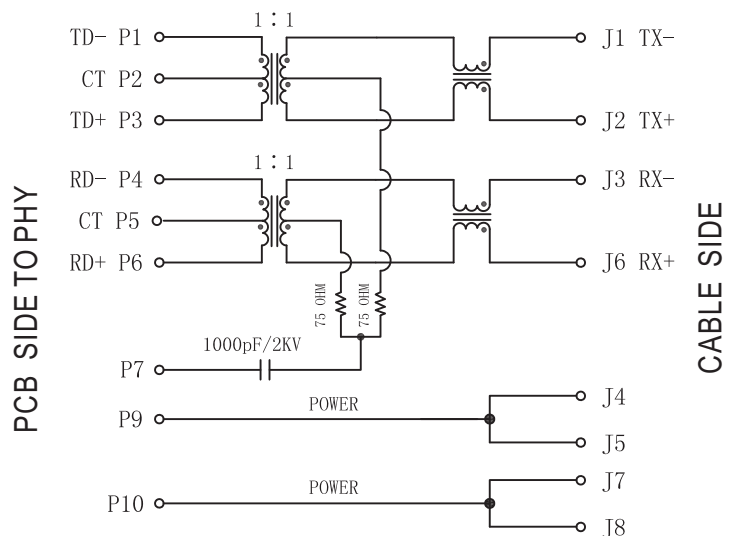 1 : 1
TD- P1
J1 TX-
CT P2
TD+ P3
J2 TX+
1 : 1
RD- P4
J3 RX-
CT P5
RD+ P6
J6 RX+
PCB SIDE TO PHY
CABLE SIDE
75 OHM
75 OHM
1000pF/2KV
P7
J4
POWER
P9
J5
J7
POWER
P10
J8